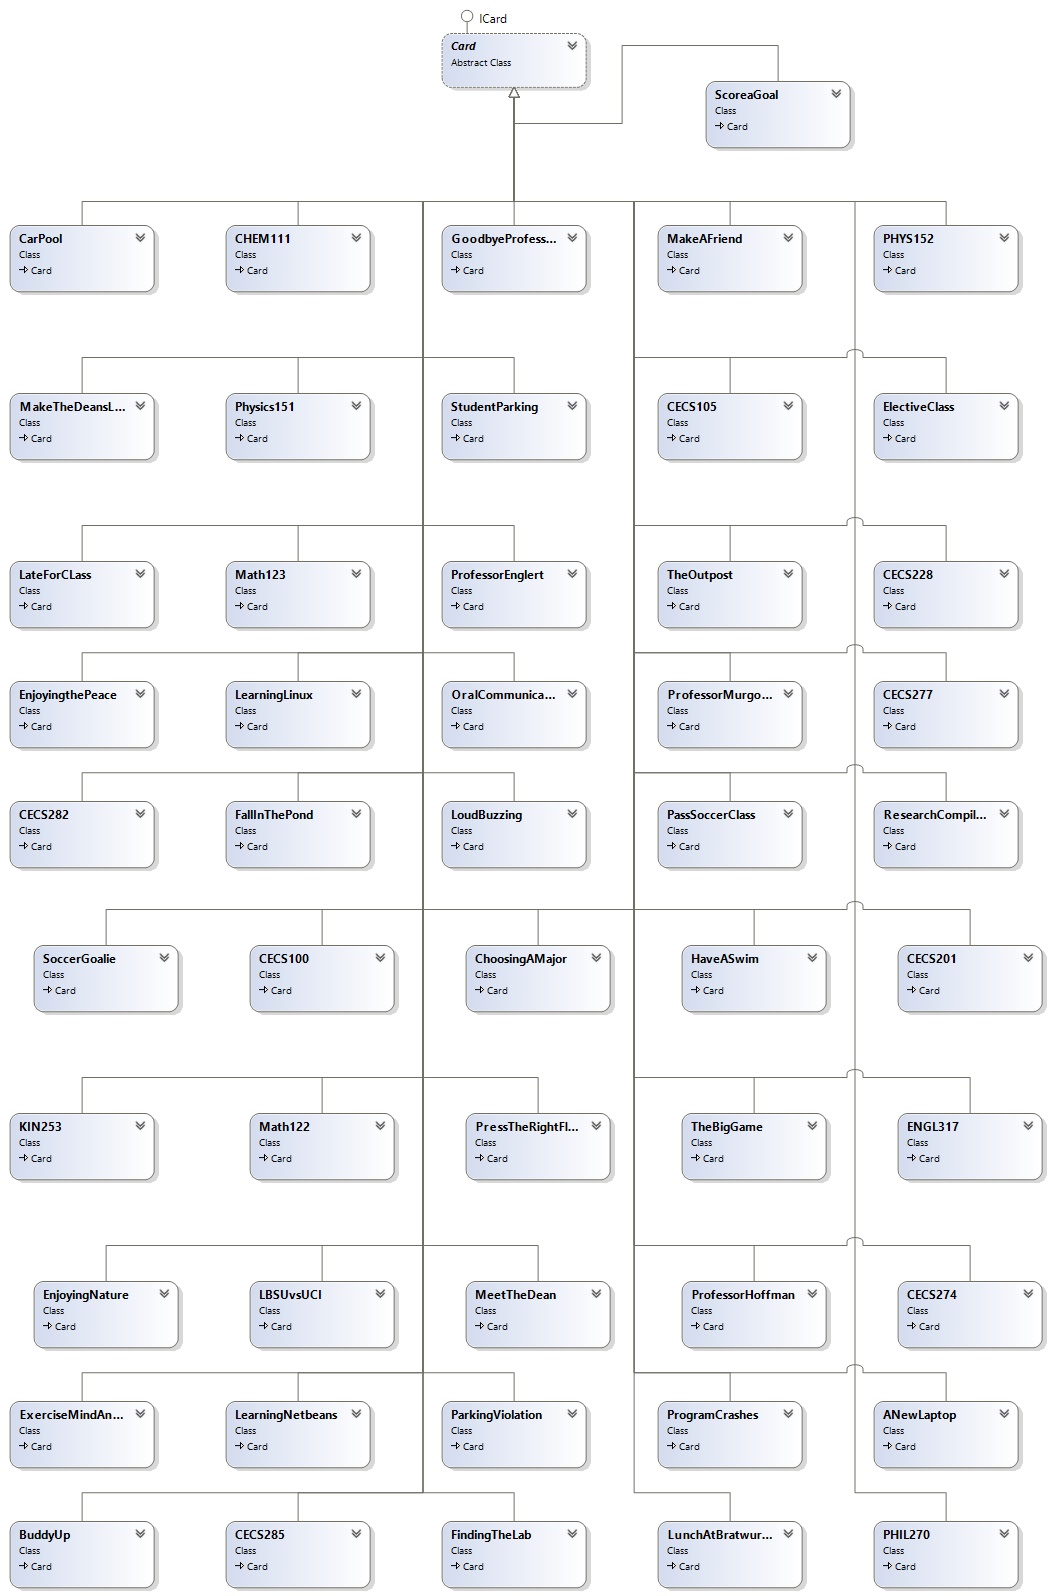 ICard
Card
Abstract Class
ScoreaGoal
Class
Card
CarPool
Class
Card
CHEM111
Class
Card
GoodbyeProfess...
Class
Card
MakeAFriend
Class
Card
PHYS152
Class
Card
MakeTheDeansL...
Class
Card
Physics151
Class
Card
StudentParking
Class
Card
CECS105
Class
Card
ElectiveClass
Class
Card
LateForCLass
Class
Card
Math123
Class
Card
ProfessorEnglert
Class
Card
TheOutpost
Class
Card
CECS228
Class
Card
EnjoyingthePeace
Class
Card
LearningLinux
Class
Card
OralCommunica...
Class
Card
ProfessorMurgo...
Class
Card
CECS277
Class
Card
CECS282
Class
Card
FallInThePond
Class
Card
LoudBuzzing
Class
Card
PassSoccerClass
Class
Card
ResearchCompil...
Class
Card
SoccerGoalie
Class
Card
CECS100
Class
Card
ChoosingAMajor
Class
Card
HaveASwim
Class
Card
CECS201
Class
Card
KIN253
Class
Card
Math122
Class
Card
PressTheRightFl...
Class
Card
TheBigGame
Class
Card
ENGL317
Class
Card
EnjoyingNature
Class
Card
LBSUvsUCI
Class
Card
MeetTheDean
Class
Card
ProfessorHoffman
Class
Card
CECS274
Class
Card
ExerciseMindAn...
Class
Card
LearningNetbeans
Class
Card
ParkingViolation
Class
Card
ProgramCrashes
Class
Card
ANewLaptop
Class
Card
BuddyUp
Class
Card
CECS285
Class
Card
FindingTheLab
Class
Card
LunchAtBratwur...
Class
Card
PHIL270
Class
Card